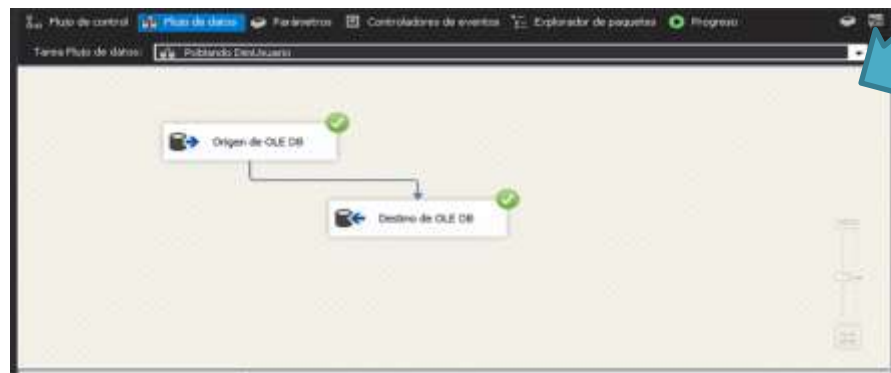 Flujo de control Flujo de datos Parámetros Controladores de eventos Explorador de paquetes Progreso
Tarea Flujo de datos: Poblando DimUsuario
Origen de OLE DB
Destino de OLE DB